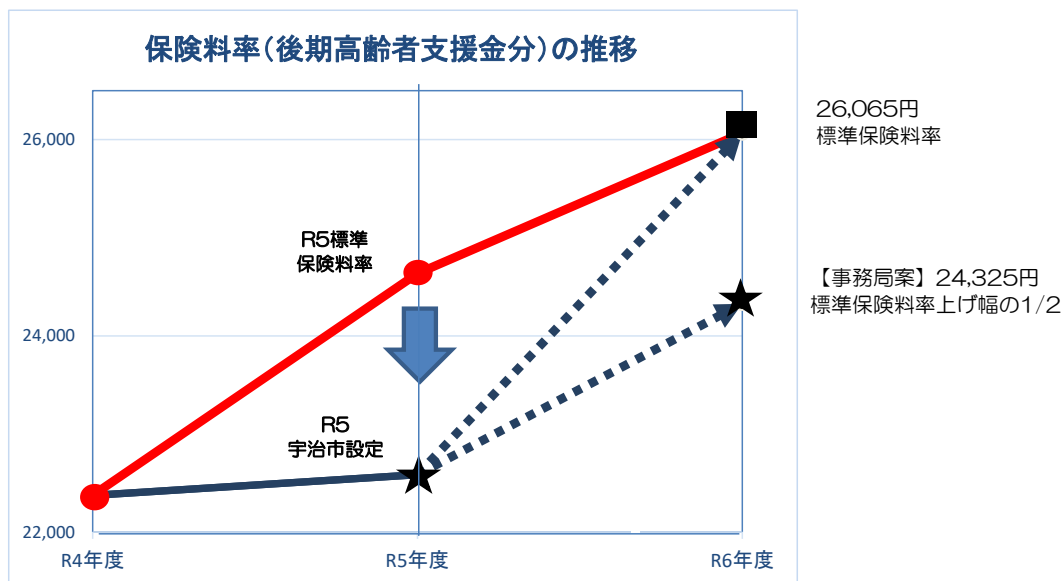 保険料率(後期高齢者支援金分)の推移
26,000
24,000
22,000
R5標準
保険料率
R5
宇治市設定
R4年度
R5年度
R6年度
26,065円
標準保険料率
【事務局案】24,325円
標準保険料率上げ幅の1/2